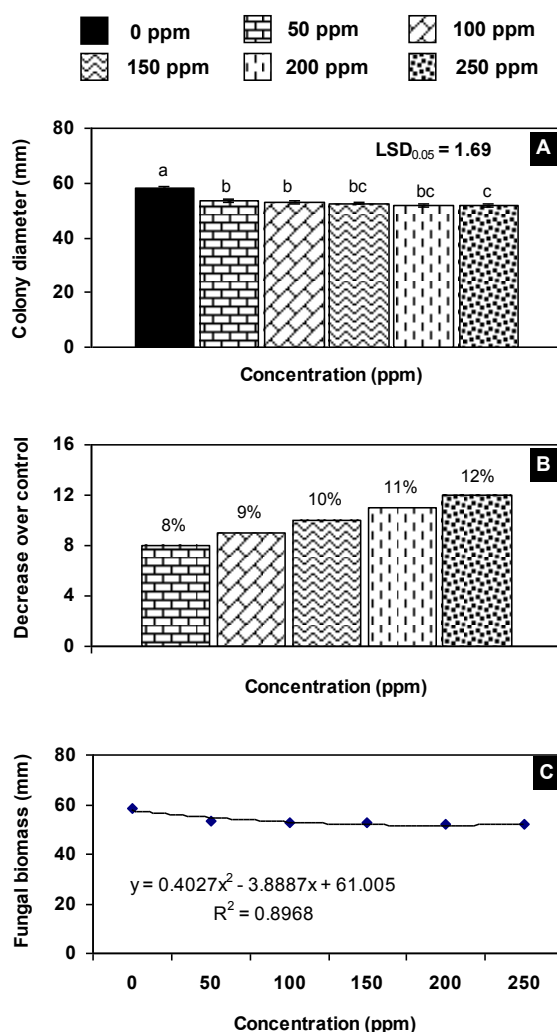 0 ppm 50 ppm 100 ppm
150 ppm 200 ppm 250 ppm
A
LSD0.05 = 1.69
80
60
40
20
0
Colony diameter (mm)
a b b bc bc c
Concentration (ppm)
B
16
12
8
4
0
Decrease over control
8% 9% 10% 11% 12%
Concentration (ppm)
C
80
60
40
20
0
Fungal biomass (mm)
y = 0.4027x² - 3.8887x + 61.005
R² = 0.8968
0 50 100 150 200 250
Concentration (ppm)